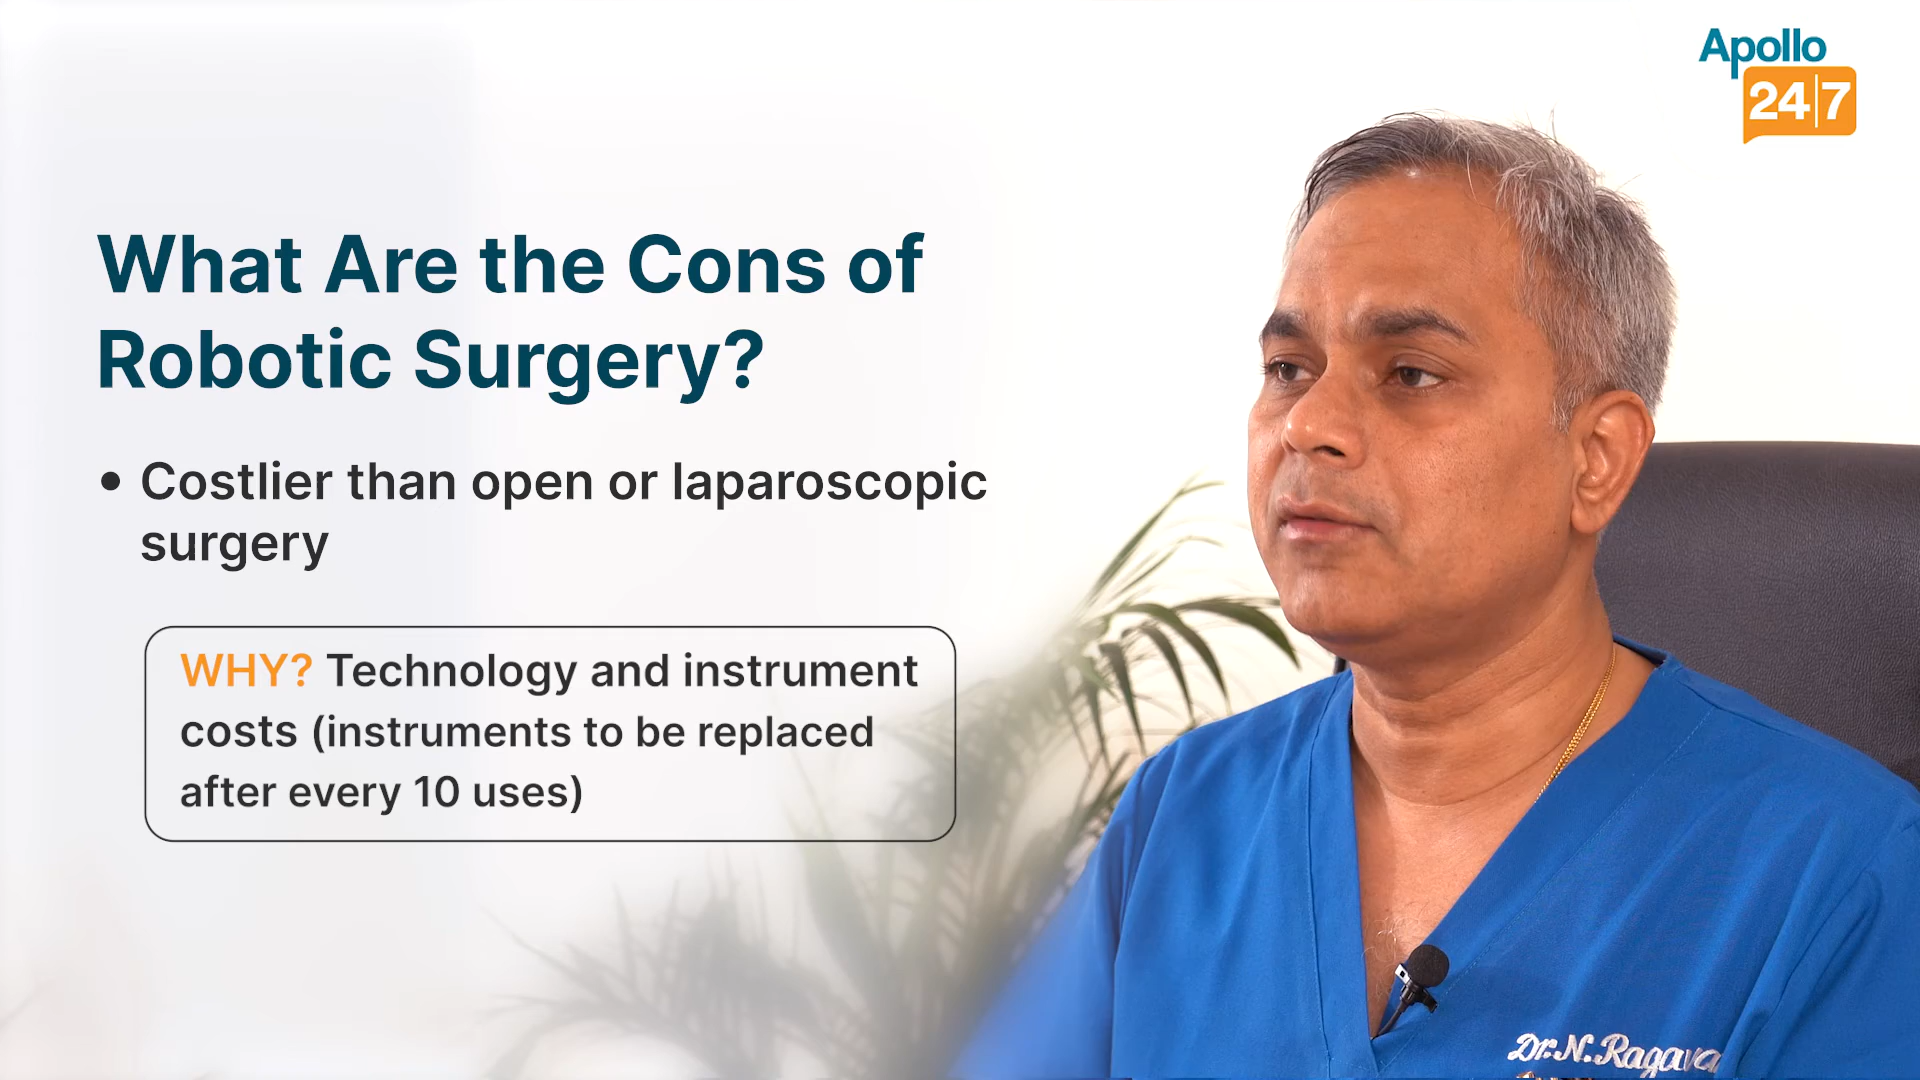 Apollo
24|7
What Are the Cons of
Robotic Surgery?
• Costlier than open or laparoscopic
surgery
WHY? Technology and instrument
costs (instruments to be replaced
after every 10 uses)
Dr.N.Ragava